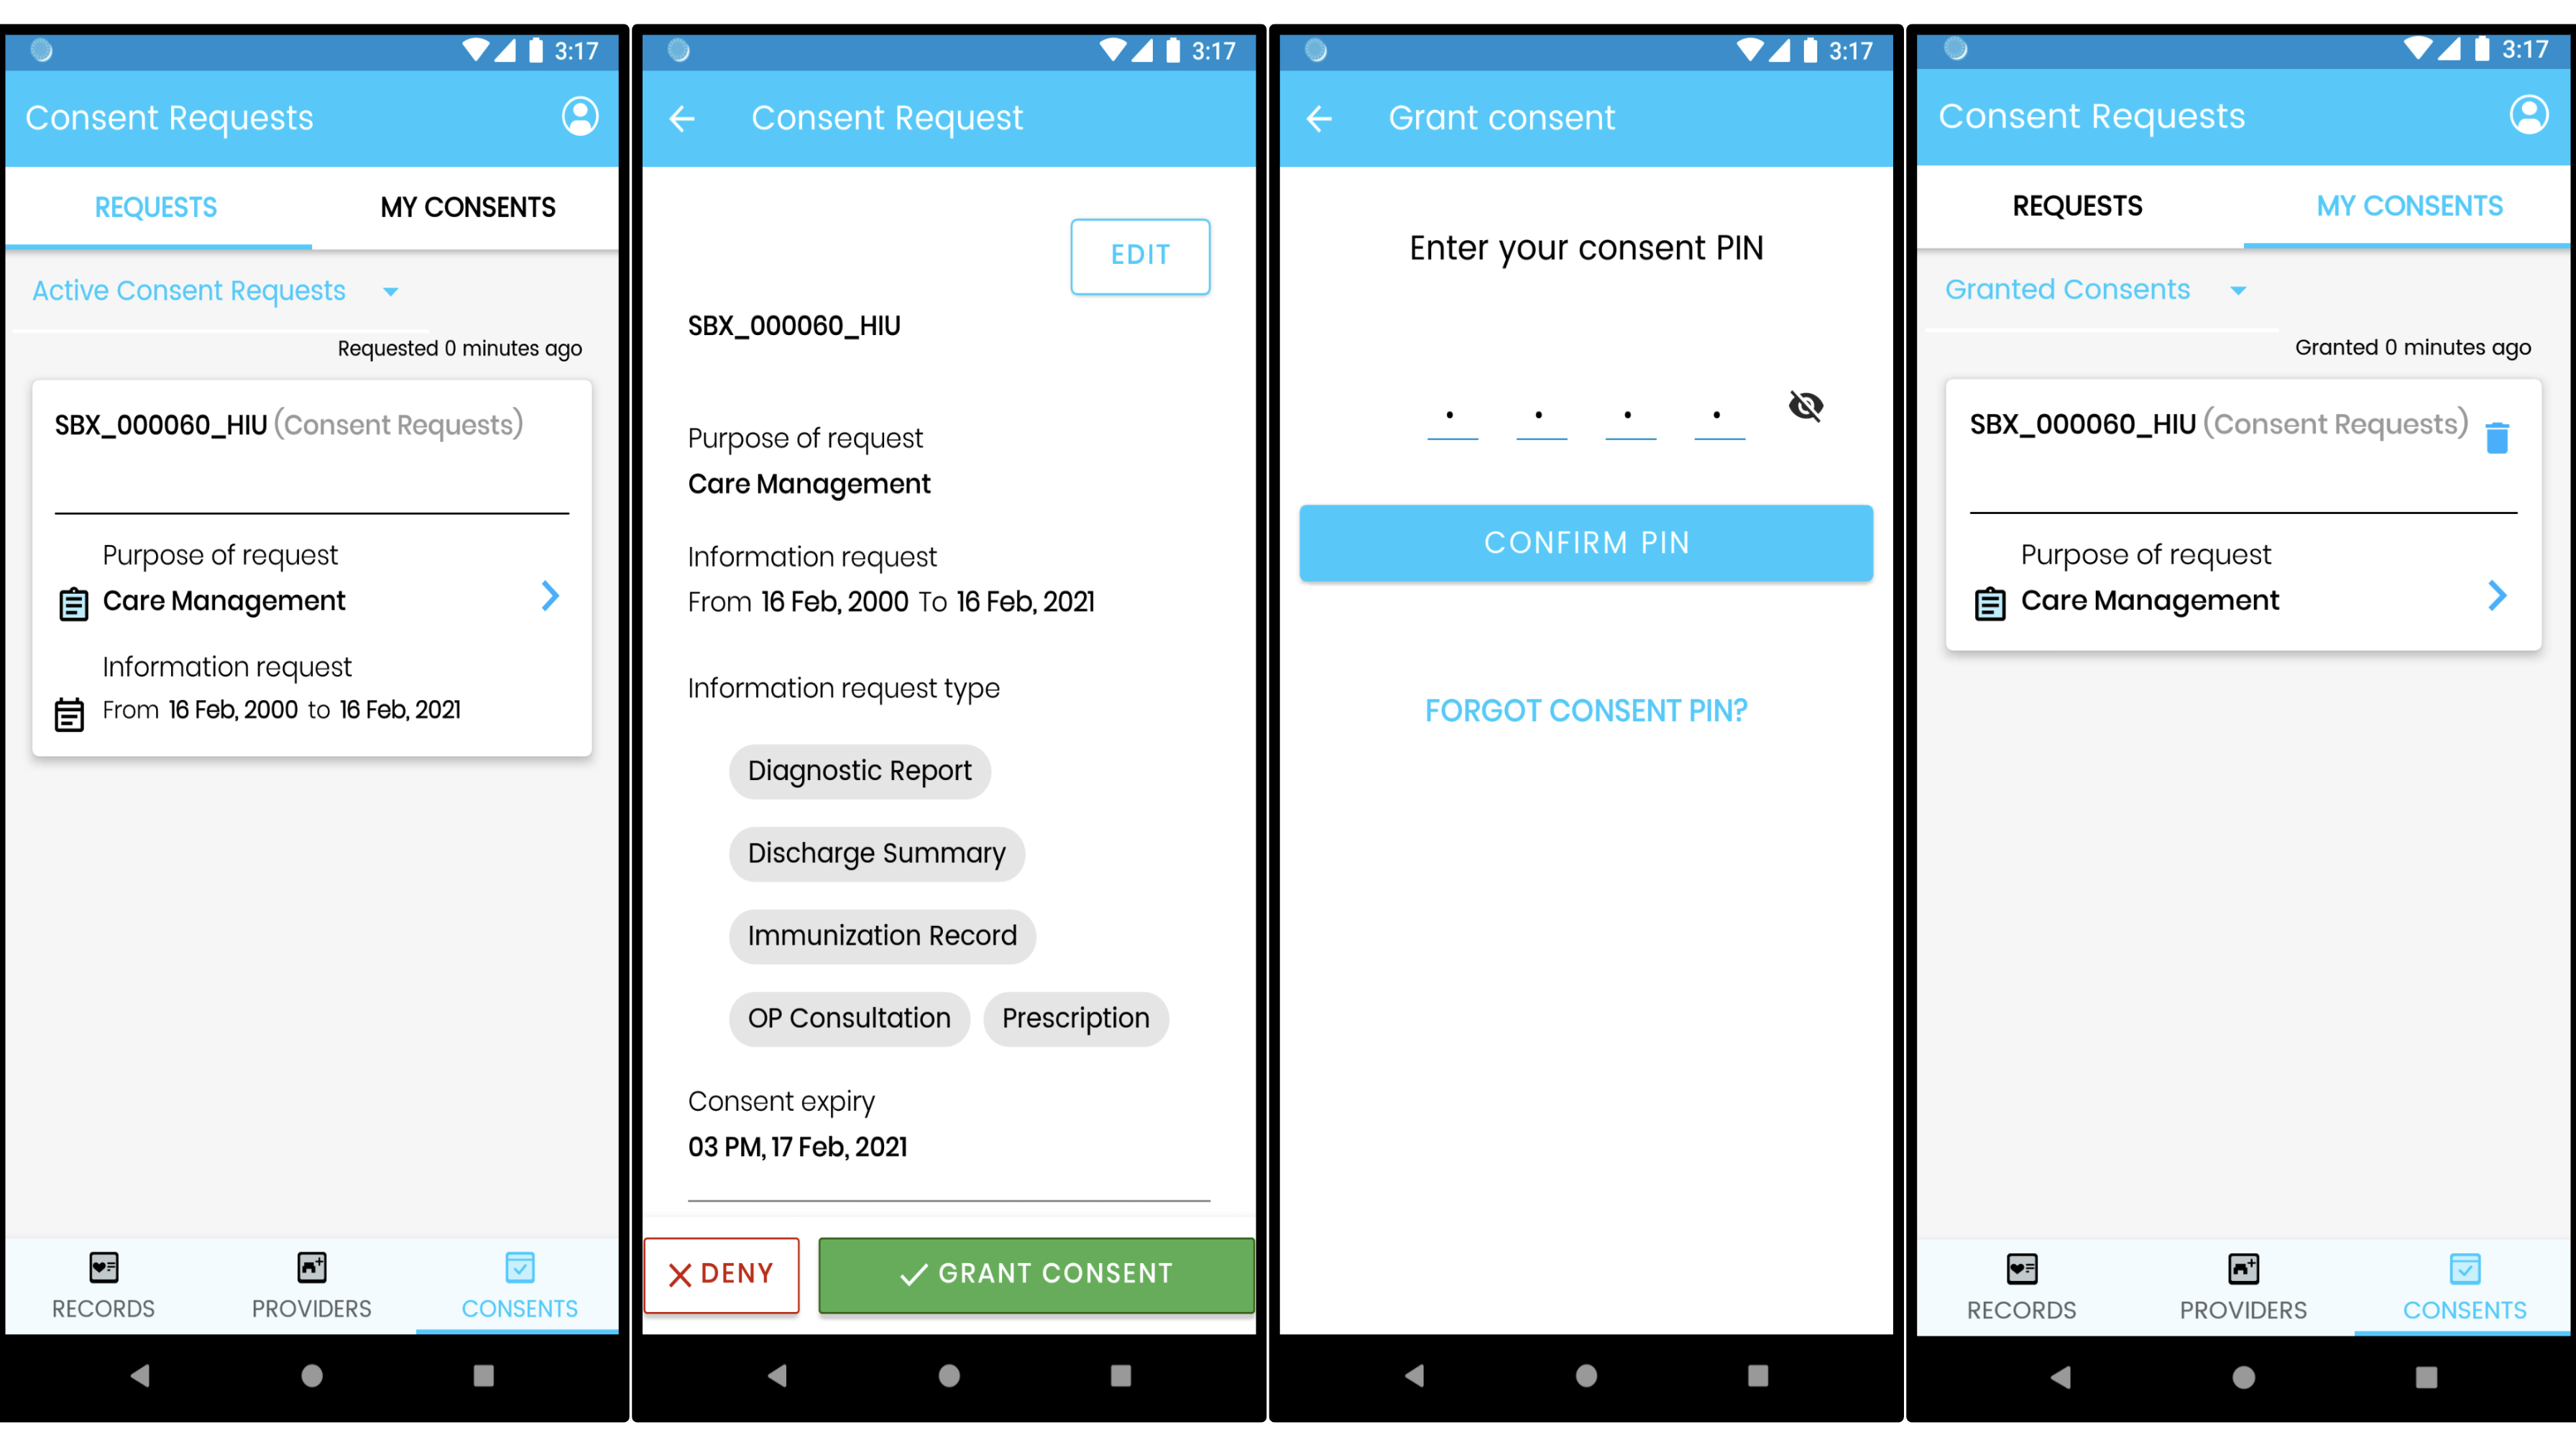 3:17
Consent Requests
REQUESTS MY CONSENTS
Active Consent Requests
Requested 0 minutes ago
SBX_000060_HIU (Consent Requests)
Purpose of request
Care Management
Information request
From 16 Feb, 2000 to 16 Feb, 2021
RECORDS PROVIDERS CONSENTS
3:17
Consent Request
EDIT
SBX_000060_HIU
Purpose of request
Care Management
Information request
From 16 Feb, 2000 To 16 Feb, 2021
Information request type
Diagnostic Report
Discharge Summary
Immunization Record
OP Consultation Prescription
Consent expiry
03 PM, 17 Feb, 2021
DENY GRANT CONSENT
3:17
Grant consent
Enter your consent PIN
CONFIRM PIN
FORGOT CONSENT PIN?
3:17
Consent Requests
REQUESTS MY CONSENTS
Granted Consents
Granted 0 minutes ago
SBX_000060_HIU (Consent Requests)
Purpose of request
Care Management
RECORDS PROVIDERS CONSENTS